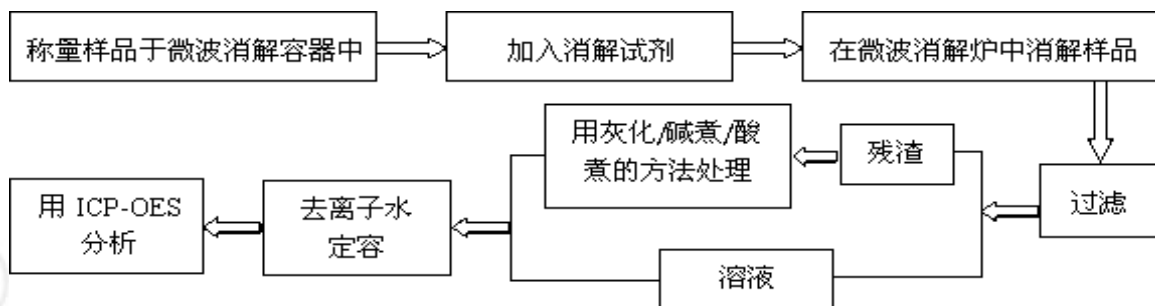 称量样品于微波消解容器中
加入消解试剂
在微波消解炉中消解样品
过滤
残渣
用灰化/碱煮/酸
煮的方法处理
溶液
去离子水
定容
用 ICP-OES
分析